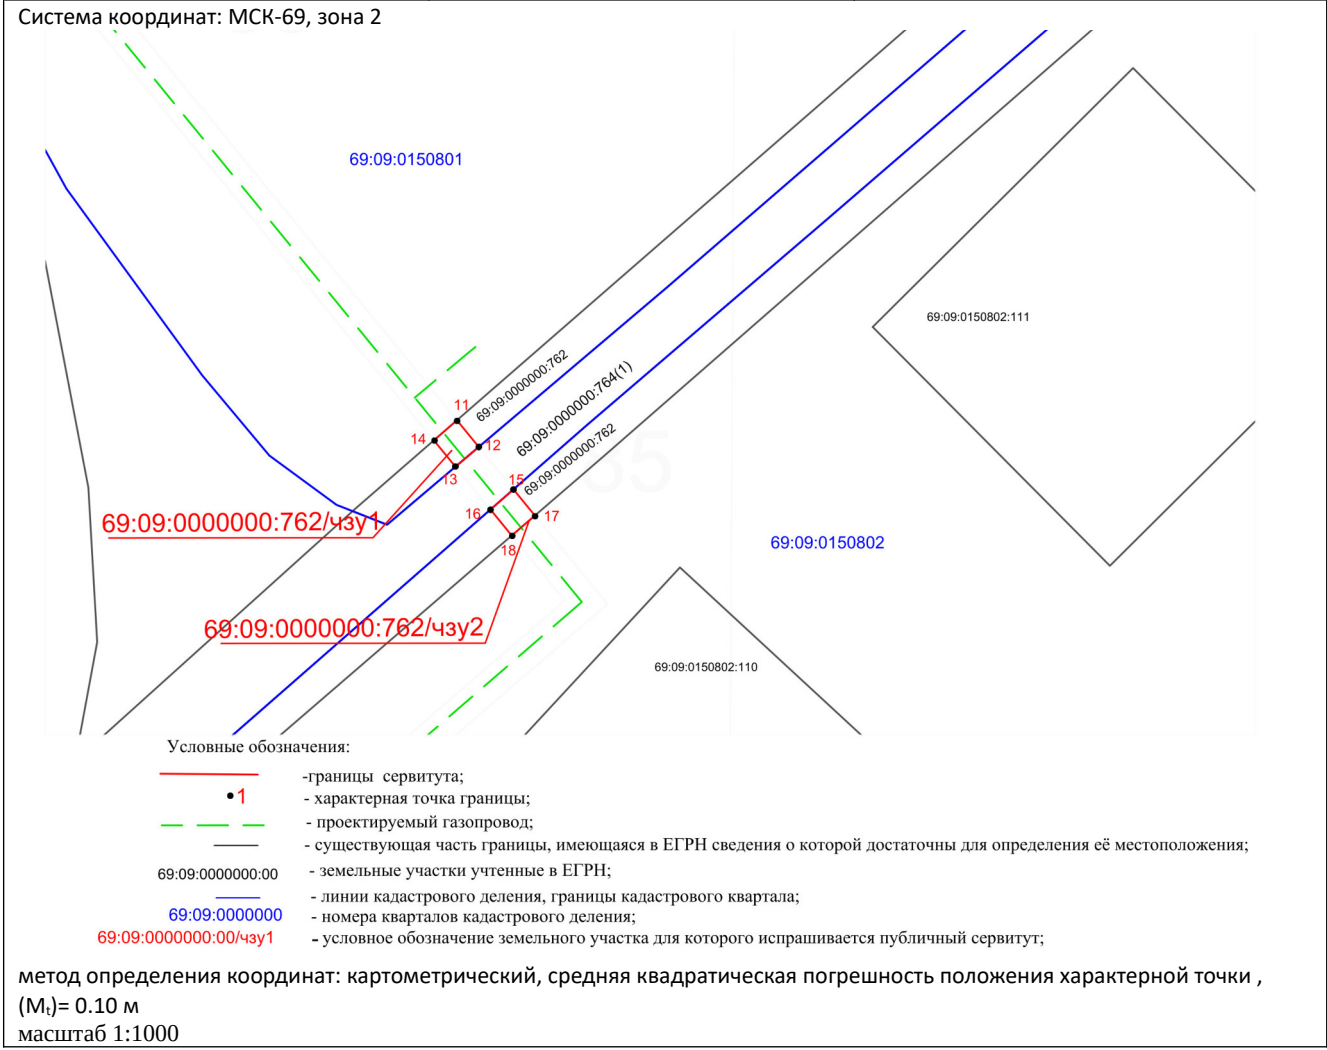 Система координат: МСК-69, зона 2
69:09:0150801
69:09:0150802:111
69:09:0000000:762
69:09:0000000:764(1)
69:09:0000000:762
11
14
12
13
15
16
17
18
69:09:0000000:762/чзу1
69:09:0150802
69:09:0000000:762/чзу2
69:09:0150802:110
Условные обозначения:
-границы сервитута;
1 - характерная точка границы;
- проектируемый газопровод;
- существующая часть границы, имеющаяся в ЕГРН сведения о которой достаточны для определения её местоположения;
69:09:0000000:00 - земельные участки учтенные в ЕГРН;
- линии кадастрового деления, границы кадастрового квартала;
69:09:0000000 - номера кварталов кадастрового деления;
69:09:0000000:00/чзу1 - условное обозначение земельного участка для которого испрашивается публичный сервитут;
метод определения координат: картометрический, средняя квадратическая погрешность положения характерной точки ,
(Mt)= 0.10 м
масштаб 1:1000